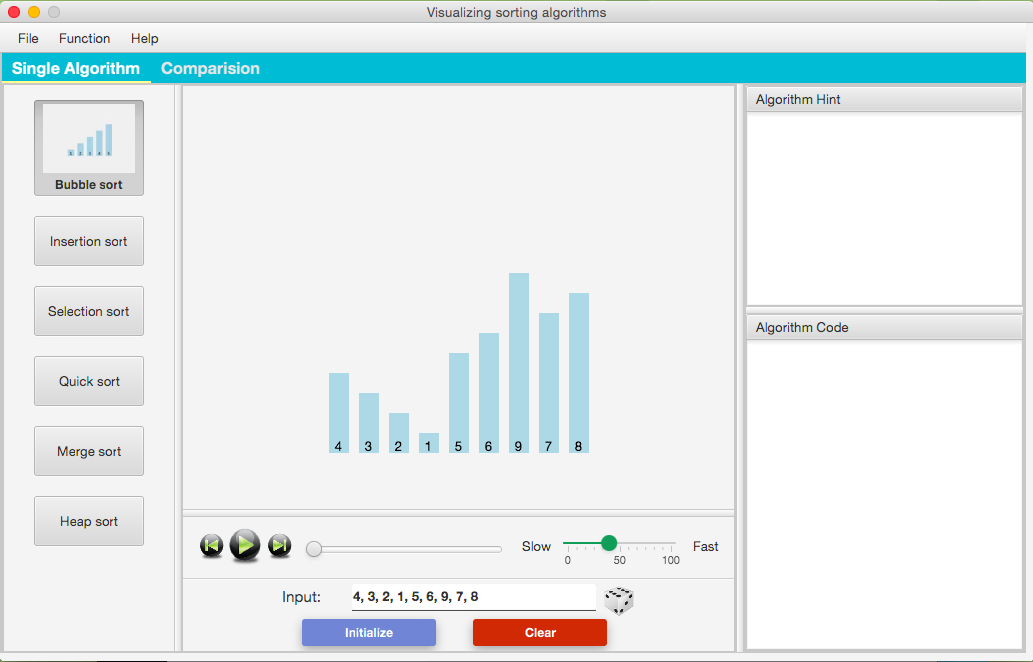 Visualizing sorting algorithms
File Function Help
Single Algorithm Comparision
Bubble sort
Insertion sort
Selection sort
Quick sort
Merge sort
Heap sort
4 3 2 1 5 6 9 7 8
Slow Fast
0 50 100
Input: 4, 3, 2, 1, 5, 6, 9, 7, 8
Initialize Clear
Algorithm Hint
Algorithm Code